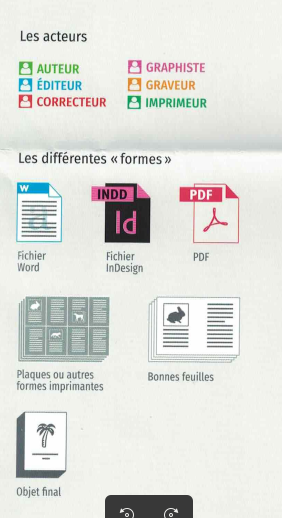 Les acteurs
AUTEUR
GRAPHISTE
ÉDITEUR
GRAVEUR
CORRECTEUR
IMPRIMEUR
Les différentes « formes »
W
a
INDD
Id
PDF
Fichier
Word
Fichier
InDesign
PDF
Plaques ou autres
formes imprimantes
Bonnes feuilles
Objet final